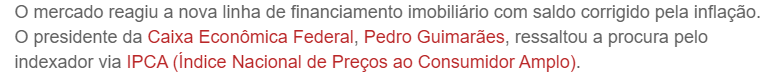 O mercado reagiu a nova linha de financiamento imobiliário com saldo corrigido pela inflação.
O presidente da Caixa Econômica Federal, Pedro Guimarães, ressaltou a procura pelo
indexador via IPCA (Índice Nacional de Preços ao Consumidor Amplo).